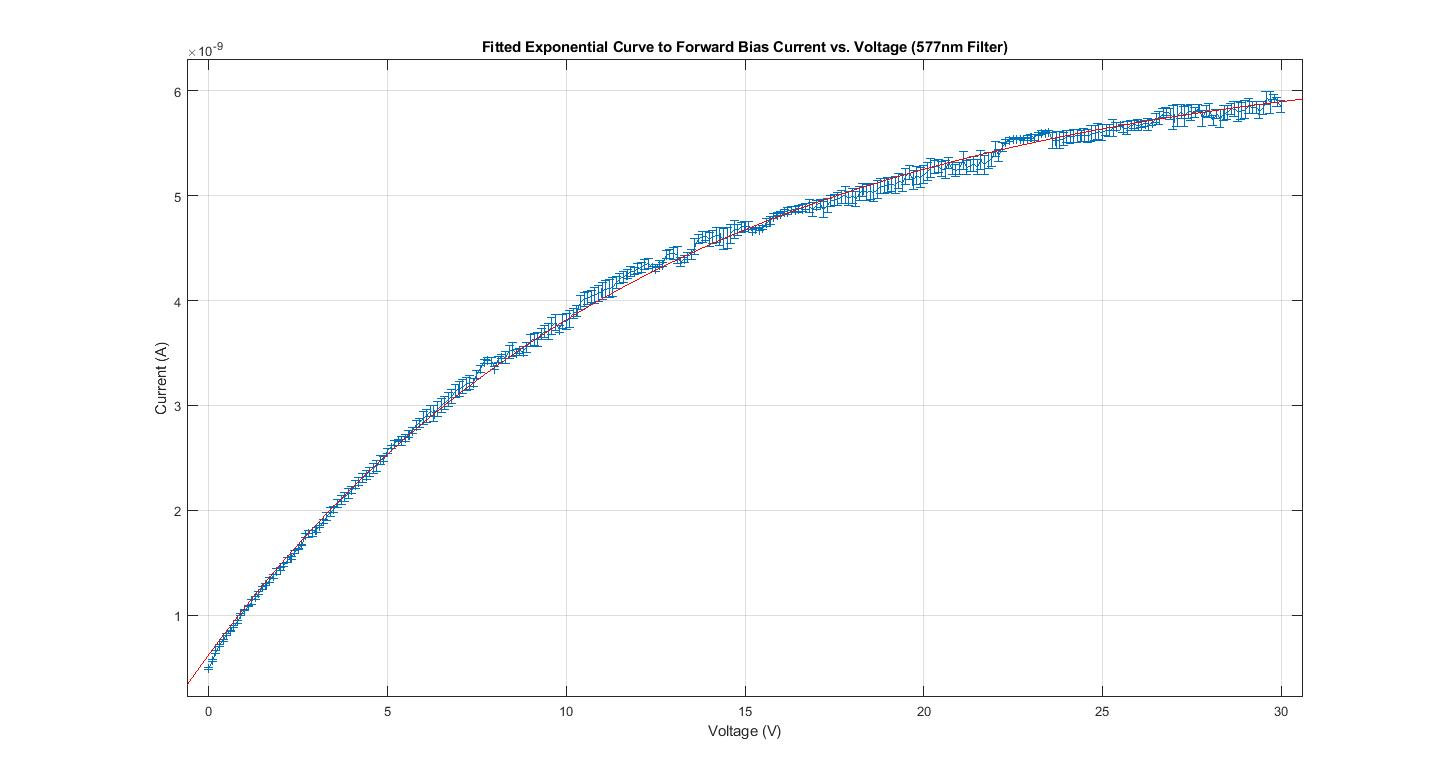 Fitted Exponential Curve to Forward Bias Current vs. Voltage (577nm Filter)
×10-9
6
5
4
3
2
1
Current (A)
0 5 10 15 20 25 30
Voltage (V)